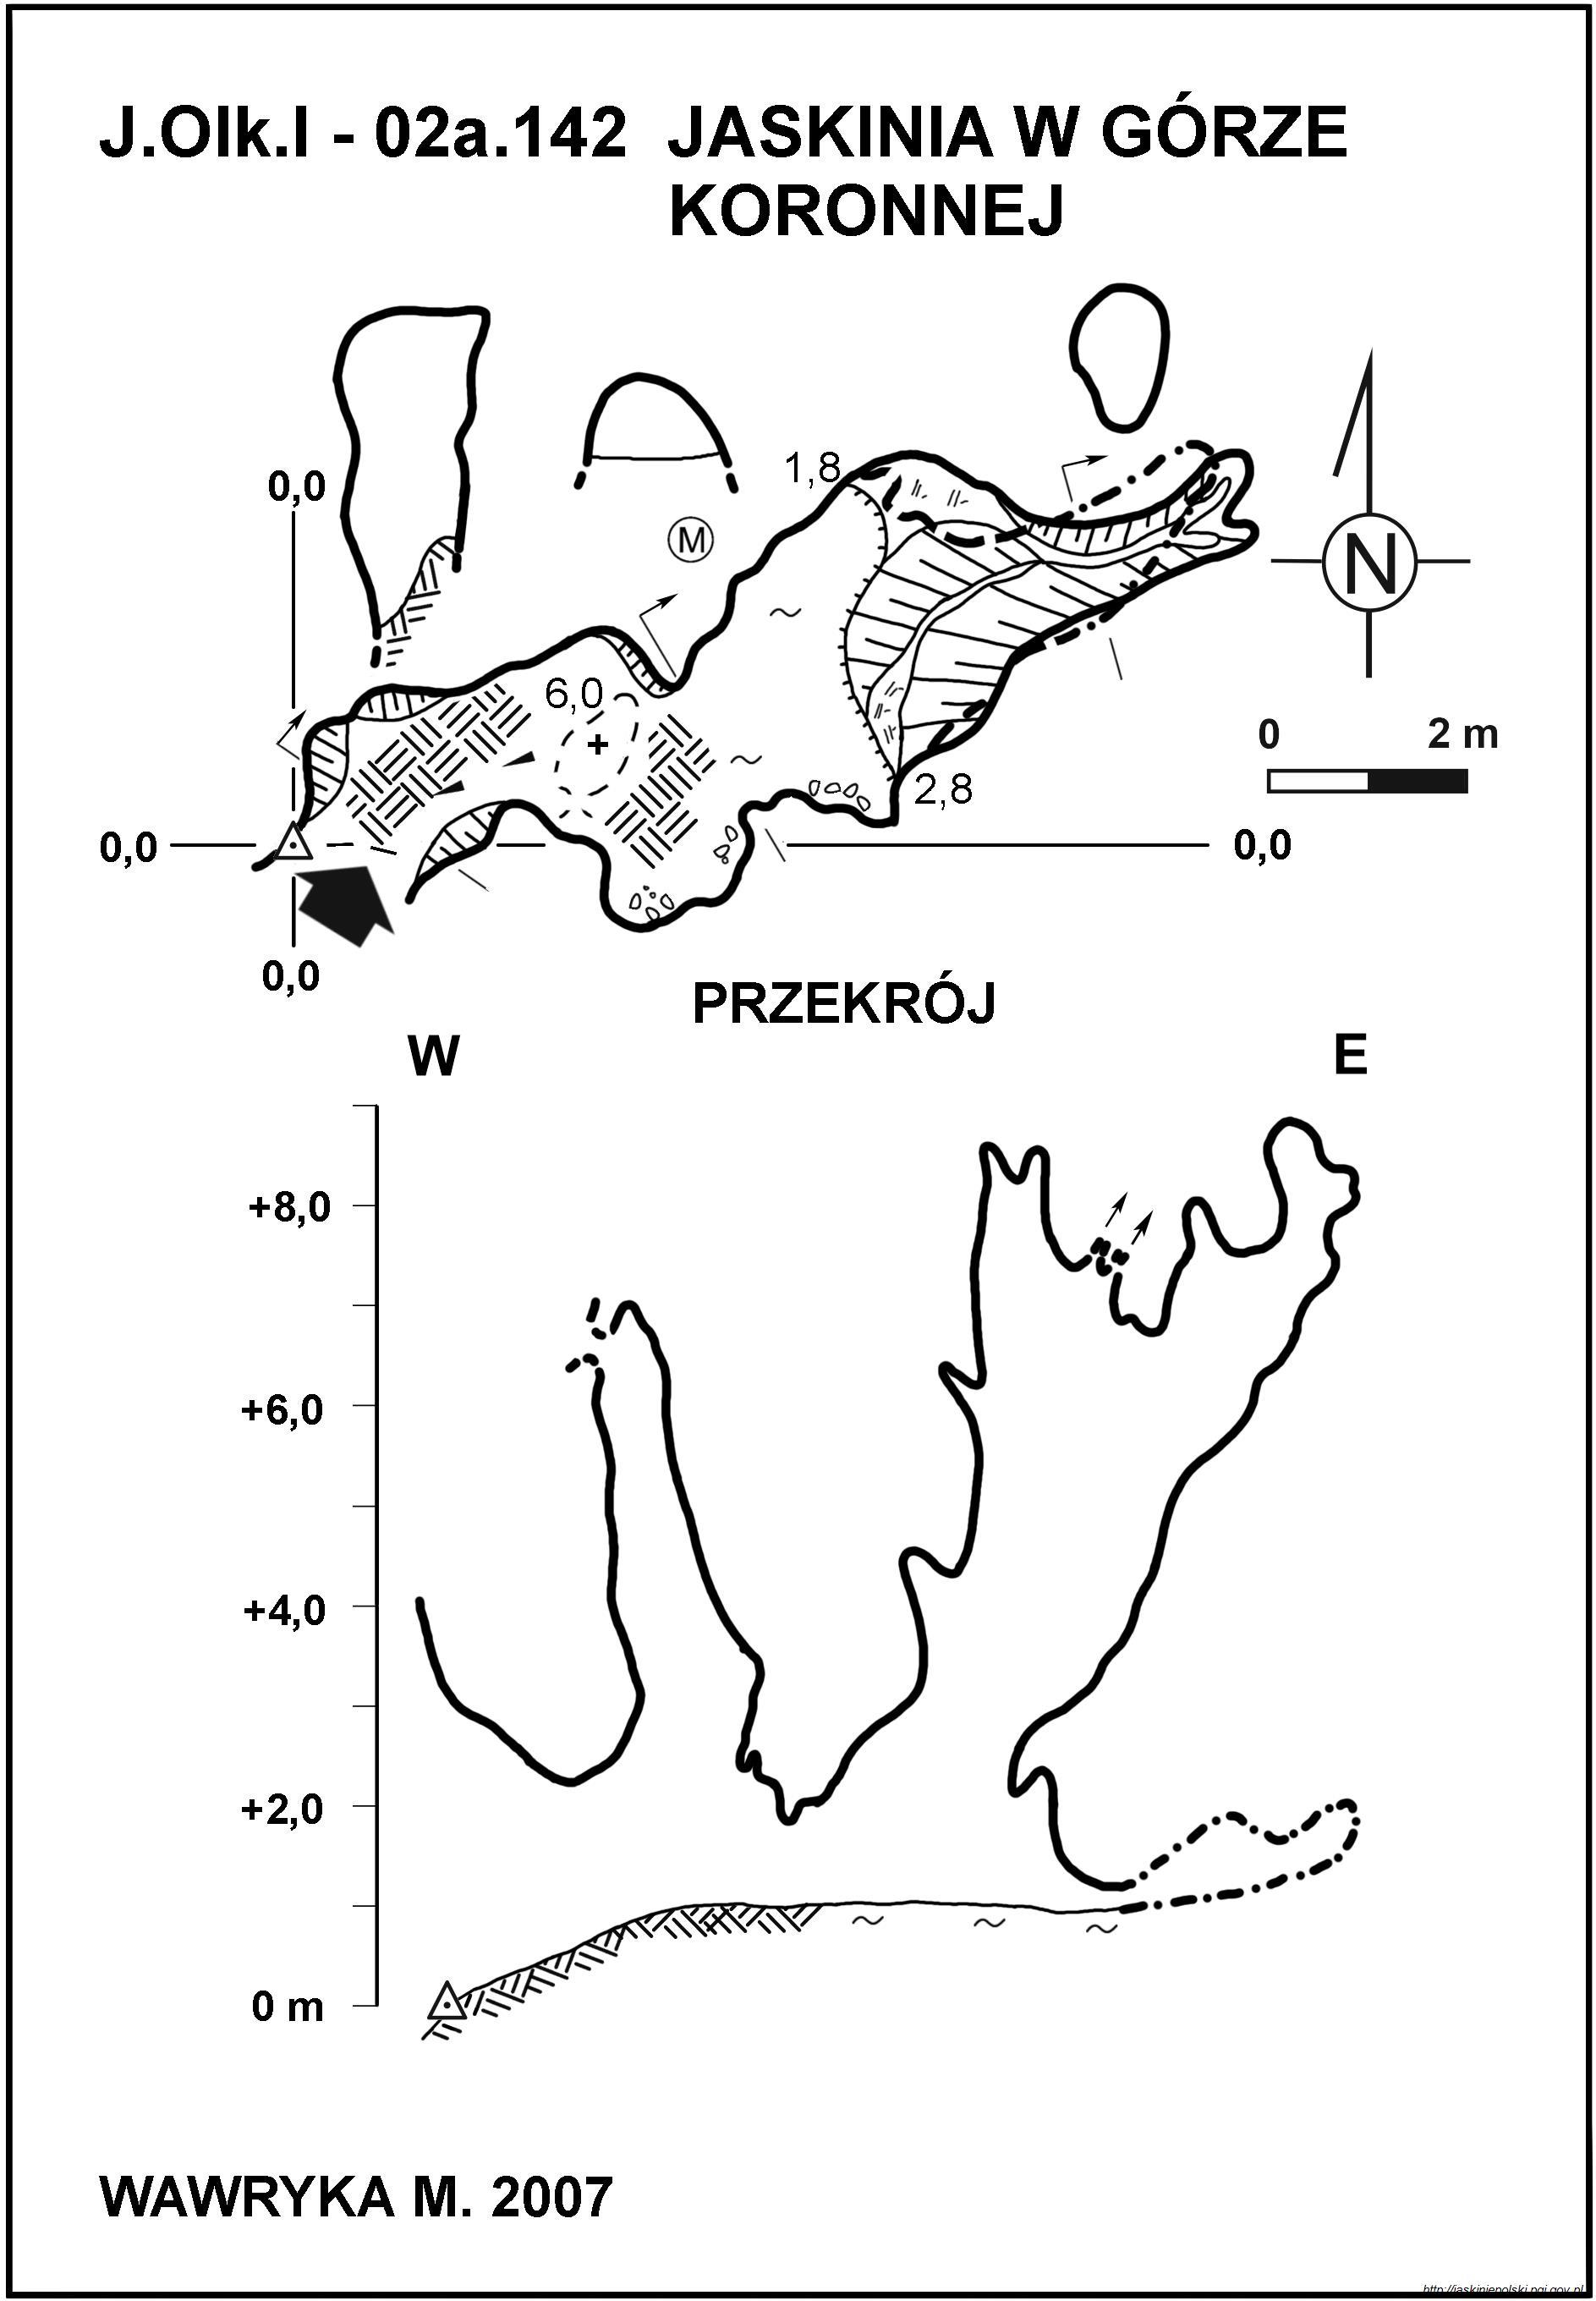 J.Olk.I - 02a.142 JASKINIA W GÓRZE
KORONNEJ
1,8
0,0
M
N
6,0
0 2 m
2,8
0,0 0,0
0,0
PRZEKRÓJ
W E
+8,0
+6,0
+4,0
+2,0
0 m
WAWRYKA M. 2007
http://jaskiniepolski.pgi.gov.pl